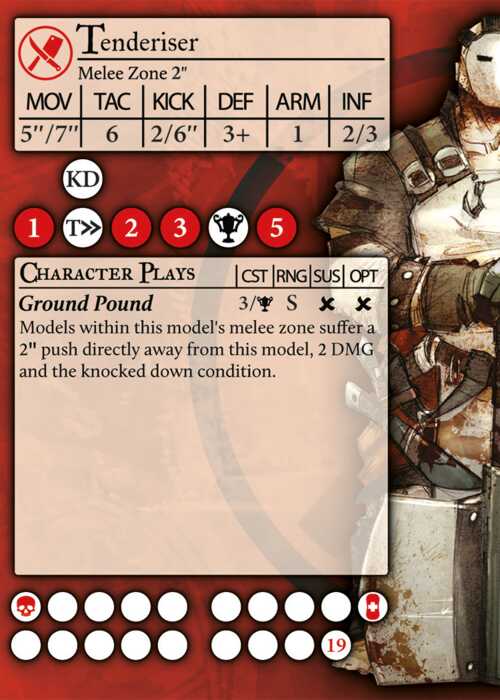 Tenderiser
Melee Zone 2"
MOV TAC KICK DEF ARM INF
5"/7" 6 2/6" 3+ 1 2/3
KD
1 T>> 2 3 5
Character Plays CST RNG SUS OPT
Ground Pound 3/ S ✘ ✘
Models within this model's melee zone suffer a
2" push directly away from this model, 2 DMG
and the knocked down condition.
19